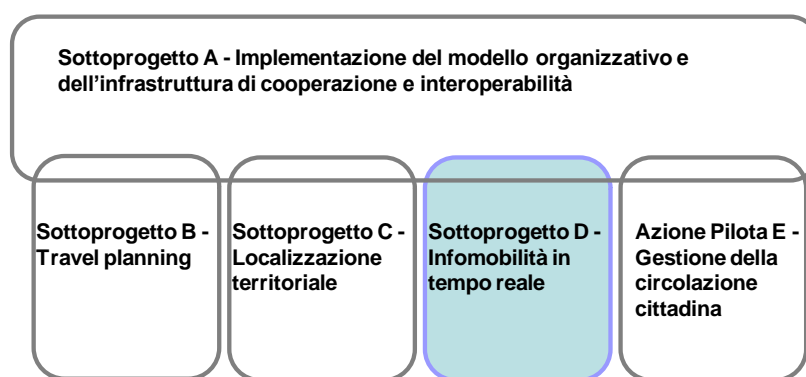 Sottoprogetto A - Implementazione del modello organizzativo e
dell'infrastruttura di cooperazione e interoperabilità
Sottoprogetto B -
Travel planning
Sottoprogetto C -
Localizzazione
territoriale
Sottoprogetto D -
Infomobilità in
tempo reale
Azione Pilota E -
Gestione della
circolazione
cittadina